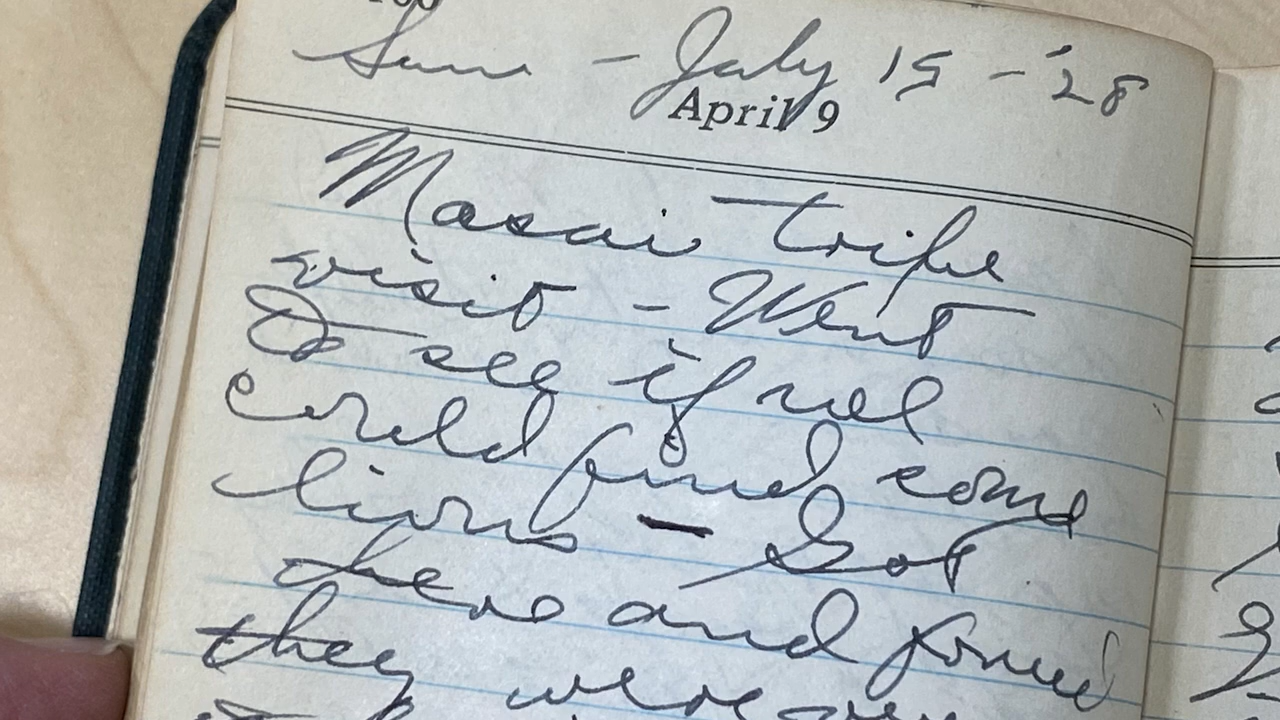 Sun - July 15 - '28
April 9
Masai tribe
visit - Went
To see if we
could find some
lions - Got
there and found
they were